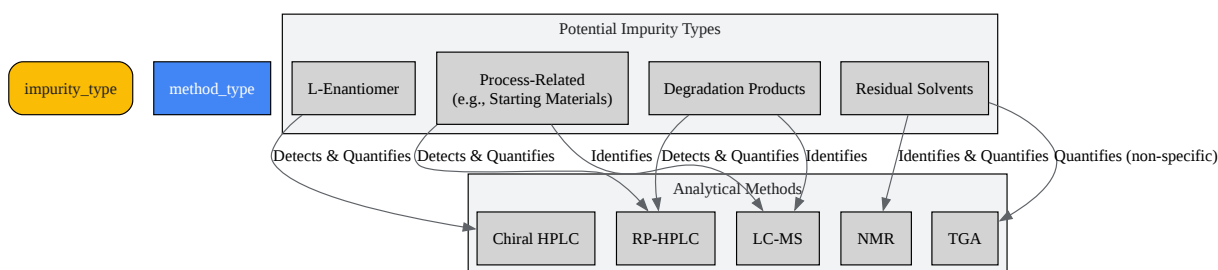 Potential Impurity Types
impurity_type
method_type
L-Enantiomer
Process-Related
(e.g., Starting Materials)
Degradation Products
Residual Solvents
Detects & Quantifies
Detects & Quantifies
Identifies
Detects & Quantifies
Identifies
Identifies & Quantifies
Quantifies (non-specific)
Analytical Methods
Chiral HPLC
RP-HPLC
LC-MS
NMR
TGA